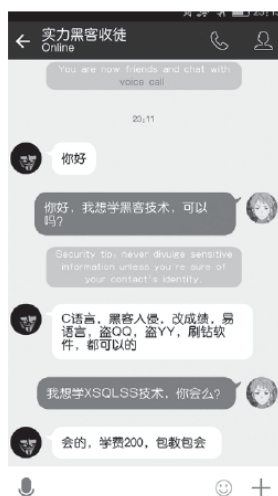 实力黑客收徒
Online
You are now friends and chat with
voice call
23:11
你好
你好，我想学黑客技术，可以
吗？
Security tip: never divulge sensitive
information unless you're sure of
your contact's identity.
C语言，黑客入侵，改成绩，易
语言，盗QQ，盗YY，刷钻软
件，都可以的
我想学XSQLSS技术，你会么？
会的，学费200，包教包会